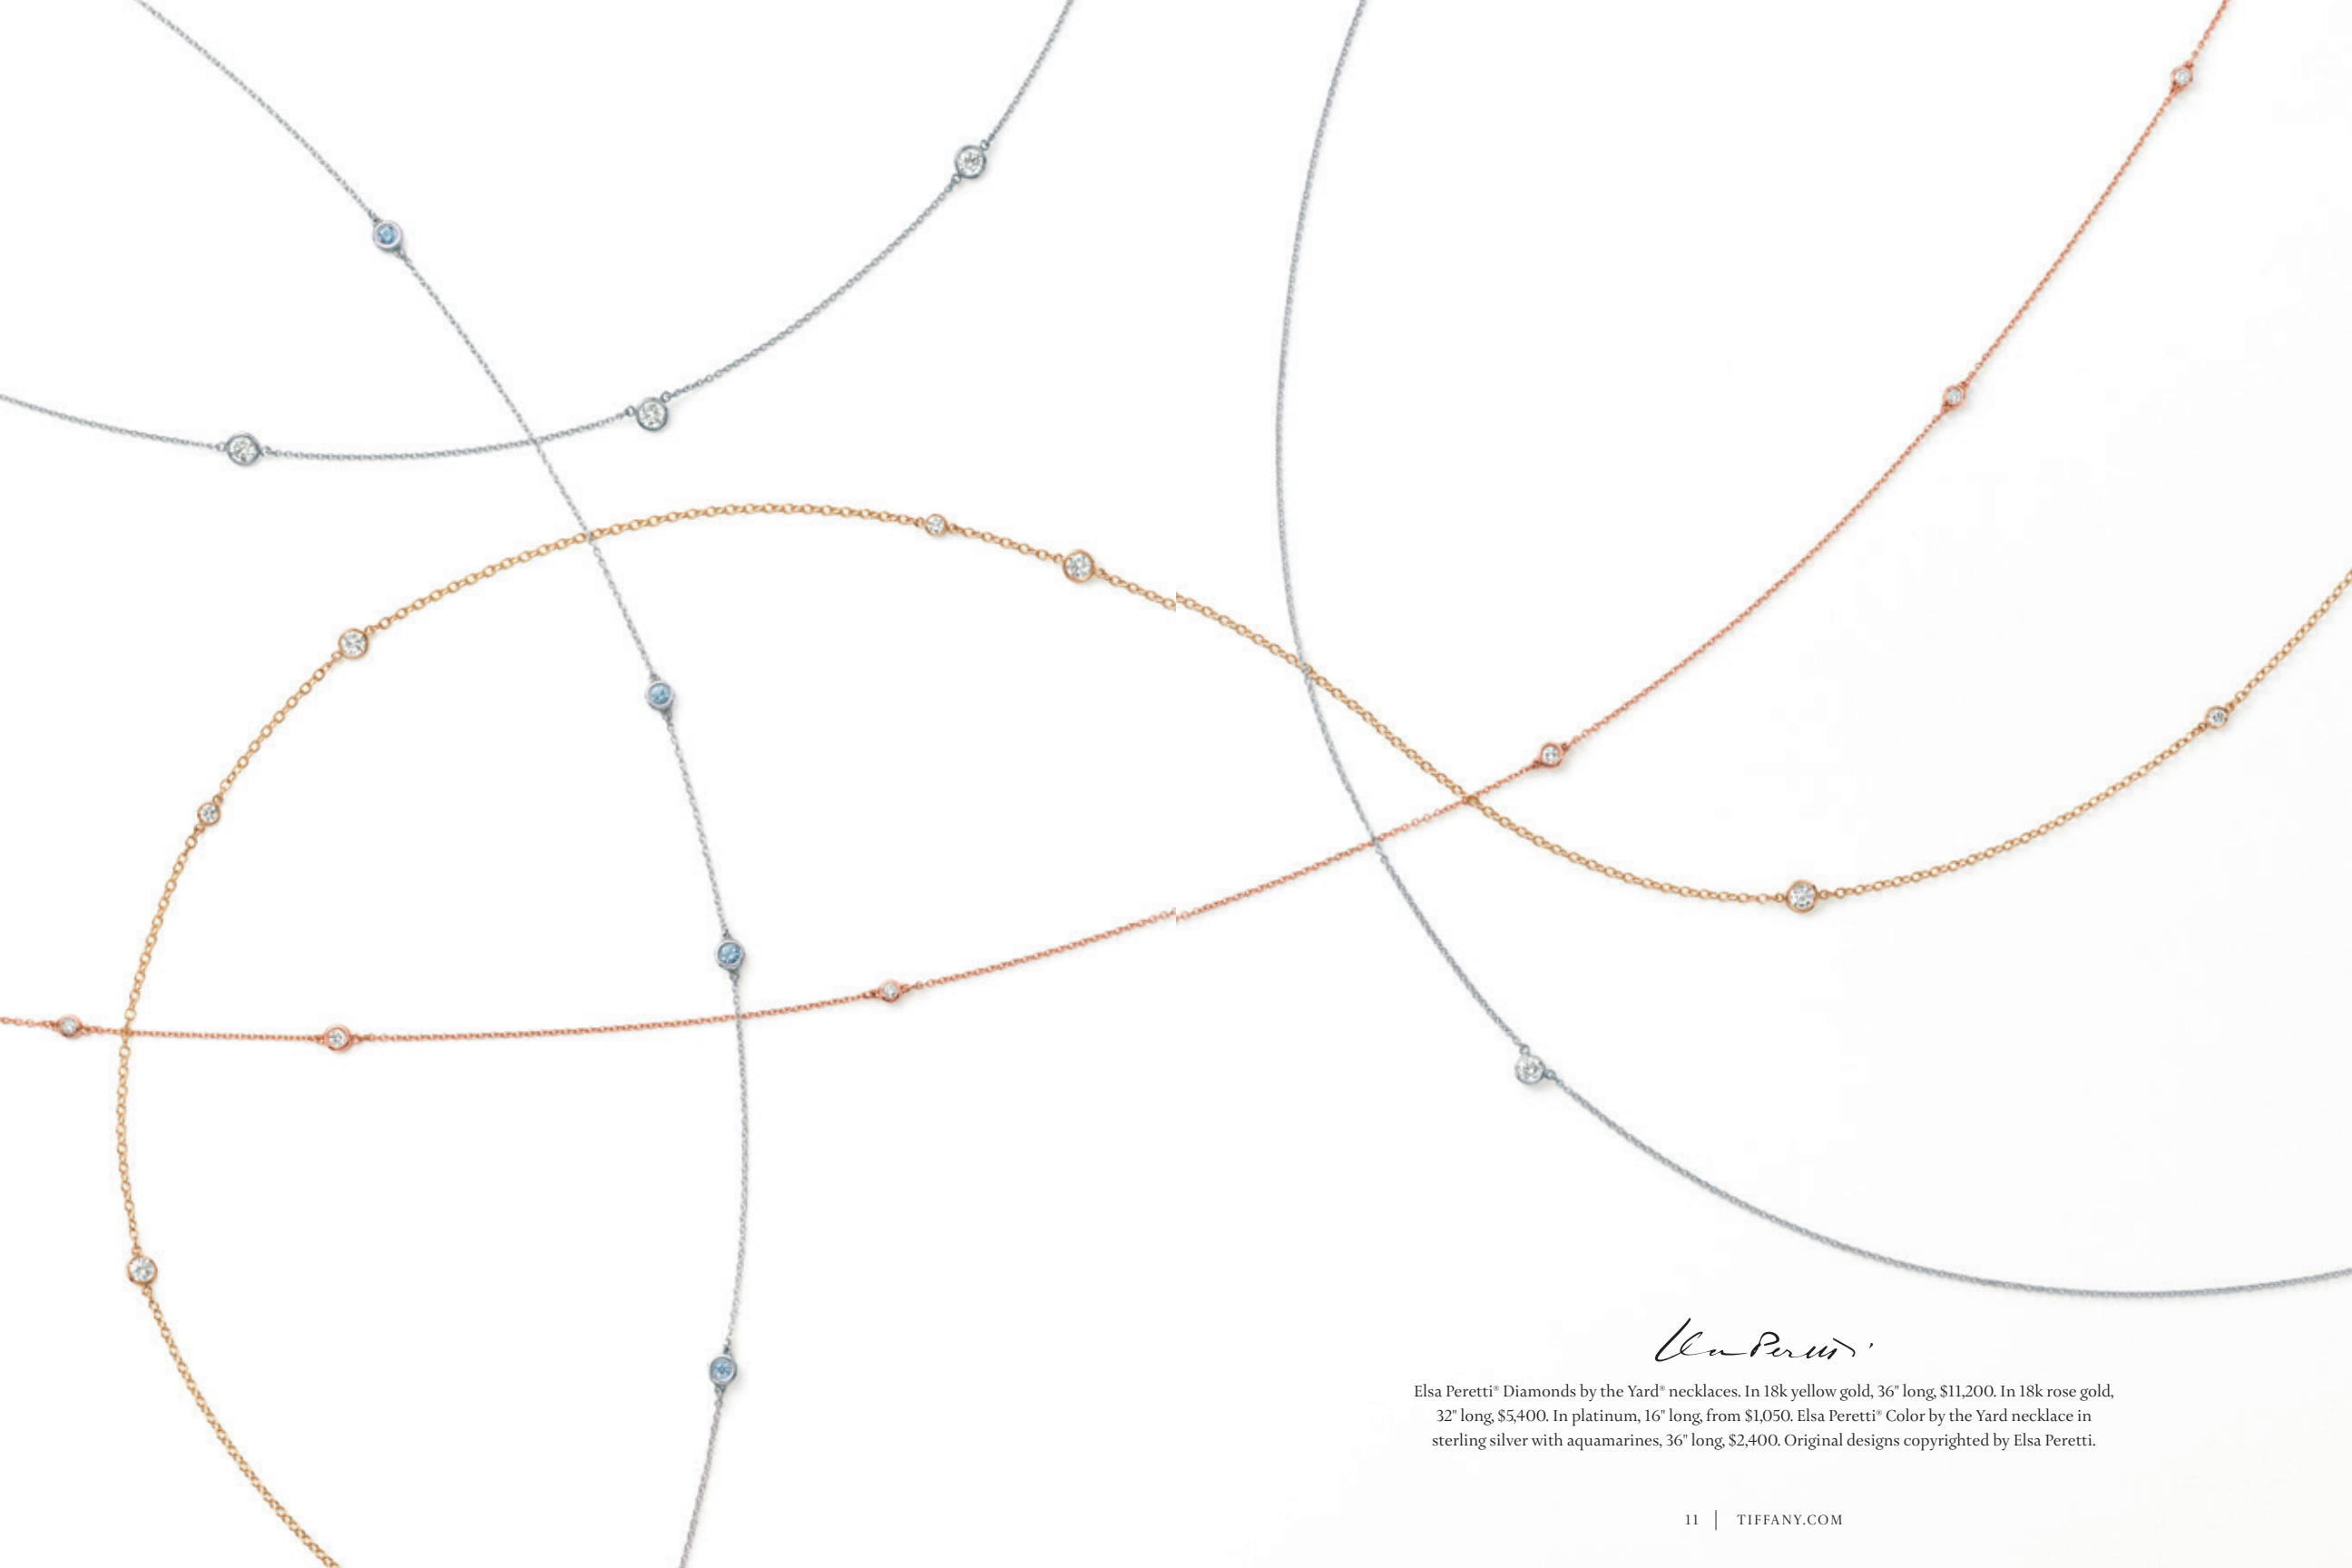 Elsa Peretti
Elsa Peretti® Diamonds by the Yard® necklaces. In 18k yellow gold, 36" long, $11,200. In 18k rose gold,
32" long, $5,400. In platinum, 16" long, from $1,050. Elsa Peretti® Color by the Yard necklace in
sterling silver with aquamarines, 36" long, $2,400. Original designs copyrighted by Elsa Peretti.
11 | TIFFANY.COM